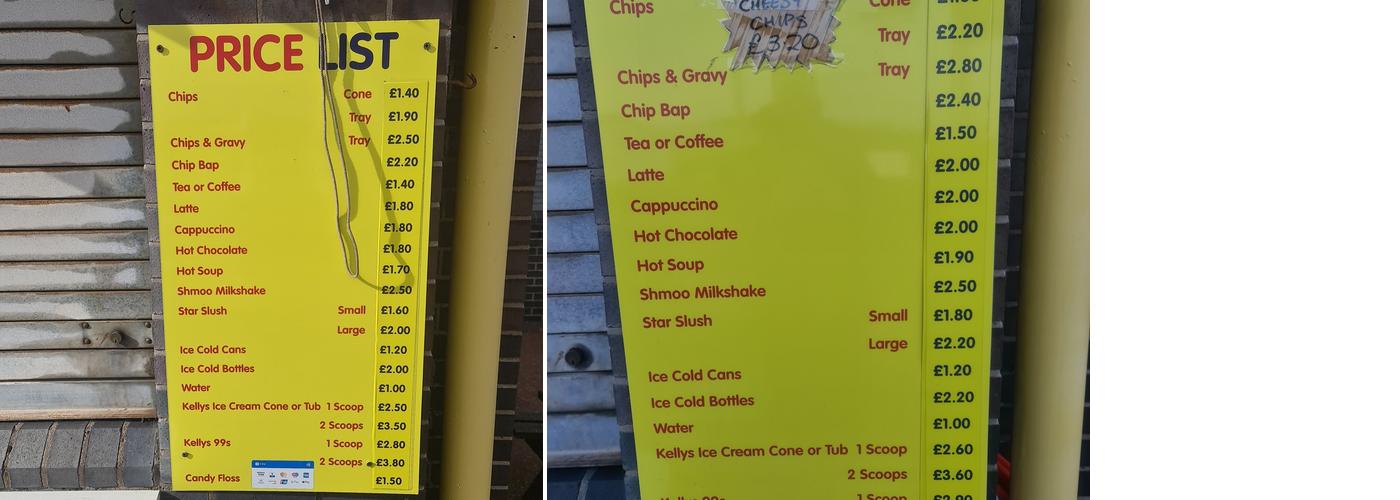 PRICE LIST
Chips Cone £1.40
Tray £1.90
Chips & Gravy Tray £2.50
Chip Bap £2.20
Tea or Coffee £1.40
Latte £1.80
Cappuccino £1.80
Hot Chocolate £1.80
Hot Soup £1.70
Shmoo Milkshake £2.50
Star Slush Small £1.60
Large £2.00
Ice Cold Cans £1.20
Ice Cold Bottles £2.00
Water £1.00
Kellys Ice Cream Cone or Tub 1 Scoop £2.50
2 Scoops £3.50
Kellys 99s 1 Scoop £2.80
2 Scoops £3.80
Candy Floss £1.50
Chips Cone
CHEESY
CHIPS
£3.20
Tray £2.20
Chips & Gravy Tray £2.80
Chip Bap £2.40
Tea or Coffee £1.50
Latte £2.00
Cappuccino £2.00
Hot Chocolate £2.00
Hot Soup £1.90
Shmoo Milkshake £2.50
Star Slush Small £1.80
Large £2.20
Ice Cold Cans £1.20
Ice Cold Bottles £2.20
Water £1.00
Kellys Ice Cream Cone or Tub 1 Scoop £2.60
2 Scoops £3.60
Kellys 99s 1 Scoop £2.90